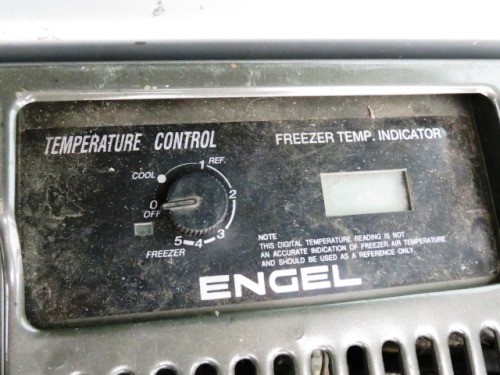 TEMPERATURE CONTROL
FREEZER TEMP. INDICATOR
COOL
1 REF.
2
3
4
5
0
OFF
FREEZER
NOTE
THIS DIGITAL TEMPERATURE READING IS NOT
AN ACCURATE INDICATION OF FREEZER AIR TEMPERATURE
AND SHOULD BE USED AS A REFERENCE ONLY.
ENGEL